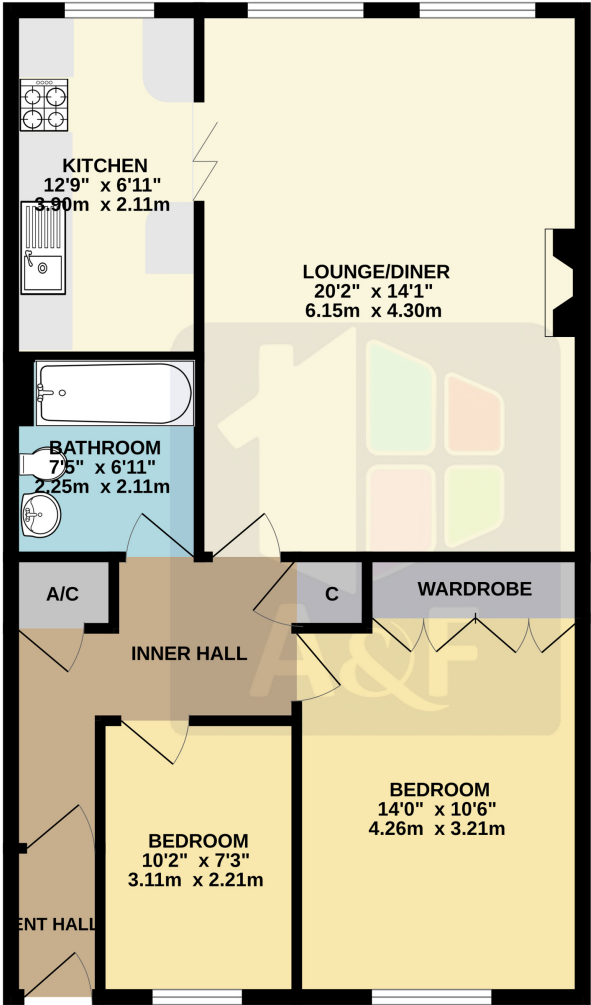 KITCHEN
12'9" x 6'11"
3.90m x 2.11m
LOUNGE/DINER
20'2" x 14'1"
6.15m x 4.30m
BATHROOM
7'5" x 6'11"
2.25m x 2.11m
A/C
C
WARDROBE
A&F
INNER HALL
BEDROOM
14'0" x 10'6"
4.26m x 3.21m
BEDROOM
10'2" x 7'3"
3.11m x 2.21m
ENT HALL